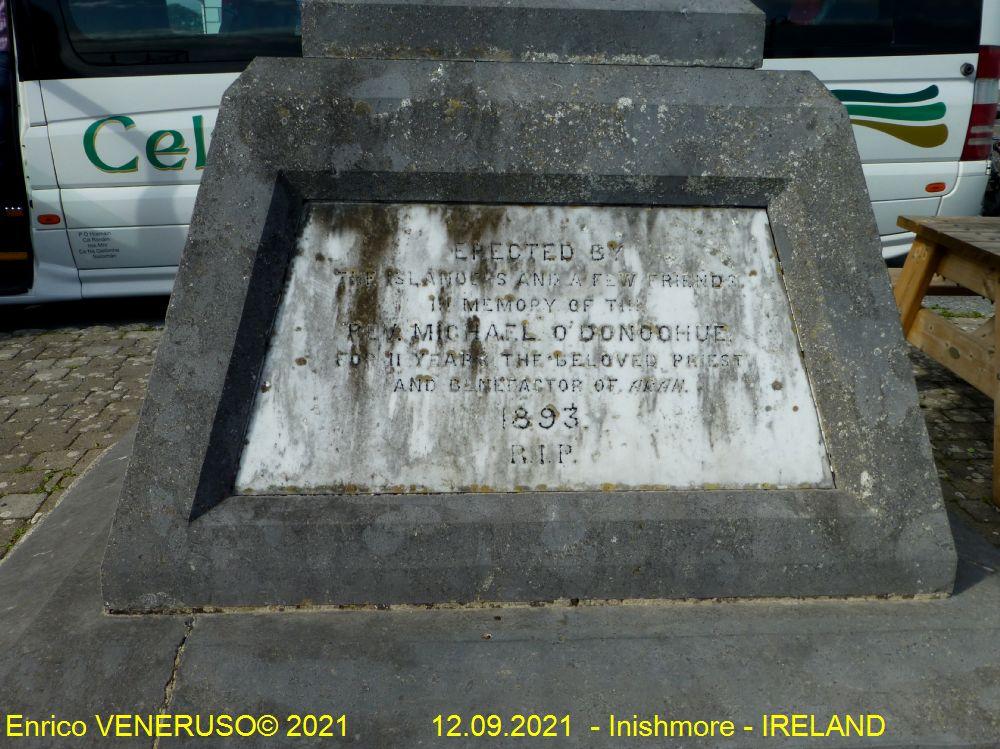 Cel
ERECTED BY
THE ISLANDERS AND A FEW FRIENDS
IN MEMORY OF THE
REV. MICHAEL O'DONOGHUE
FOR 11 YEARS THE BELOVED PRIEST
AND BENEFACTOR OF ARAN.
1893.
R.I.P.
Enrico VENERUSO© 2021 12.09.2021 - Inishmore - IRELAND